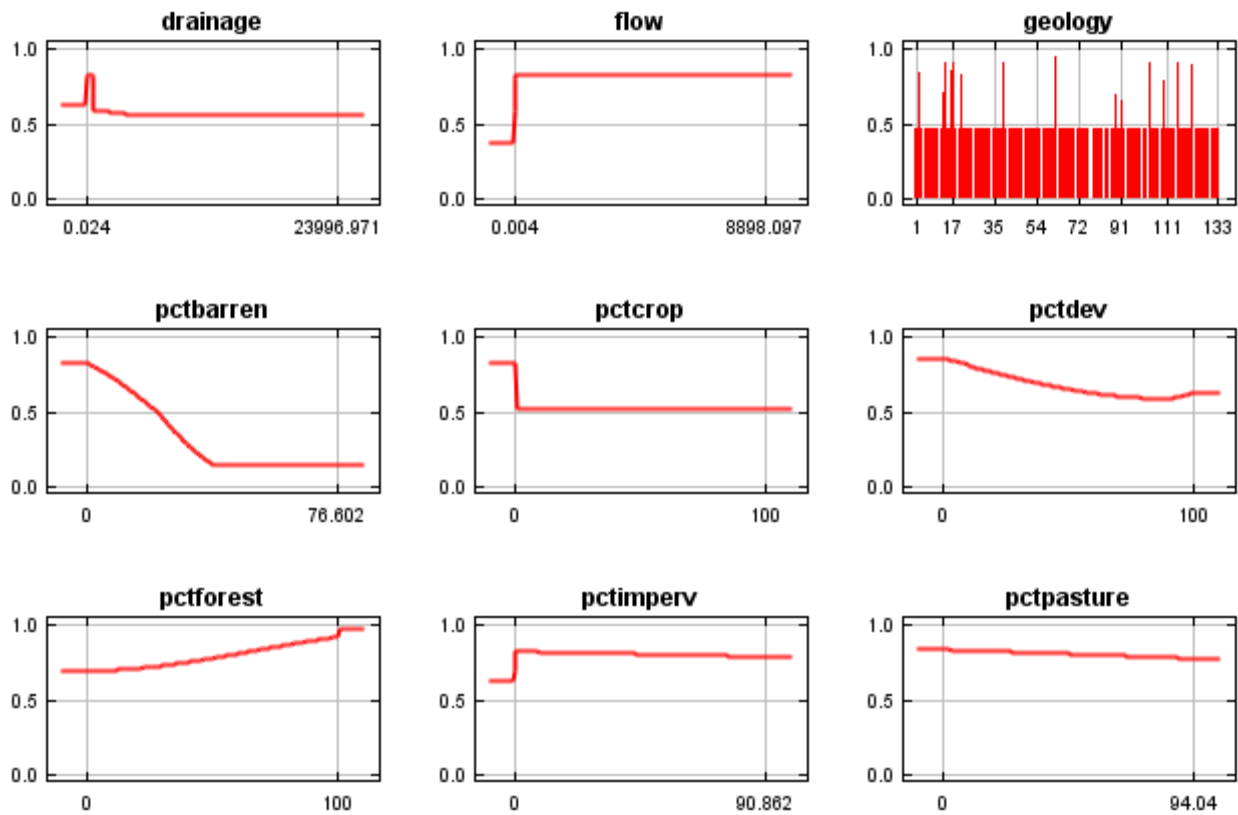 drainage flow geology
1.0 1.0 1.0
0.5 0.5 0.5
0.0 0.0 0.0
0.024 23996.971 0.004 8898.097 1 17 35 54 72 91 111 133
pctbarren pctcrop pctdev
1.0 1.0 1.0
0.5 0.5 0.5
0.0 0.0 0.0
0 76.602 0 100 0 100
pctforest pctimperv pctpasture
1.0 1.0 1.0
0.5 0.5 0.5
0.0 0.0 0.0
0 100 0 90.862 0 94.04